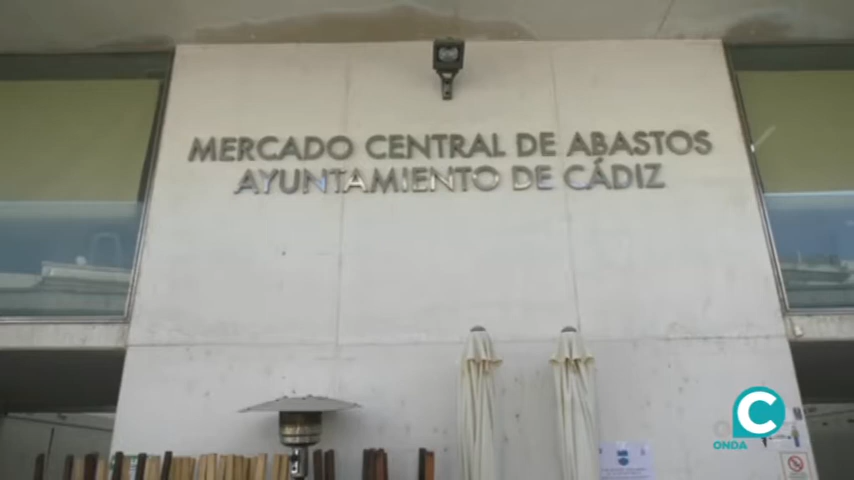 MERCADO CENTRAL DE ABASTOS
AYUNTAMIENTO DE CÁDIZ
C
ONDA